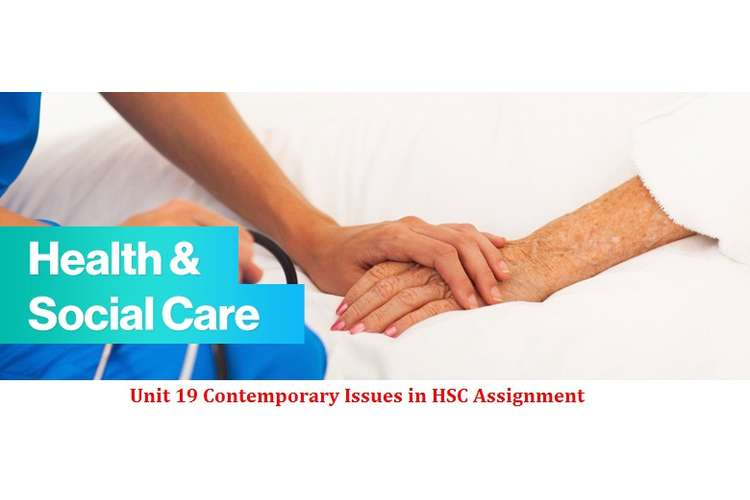 Health &
Social Care
Unit 19 Contemporary Issues in HSC Assignment